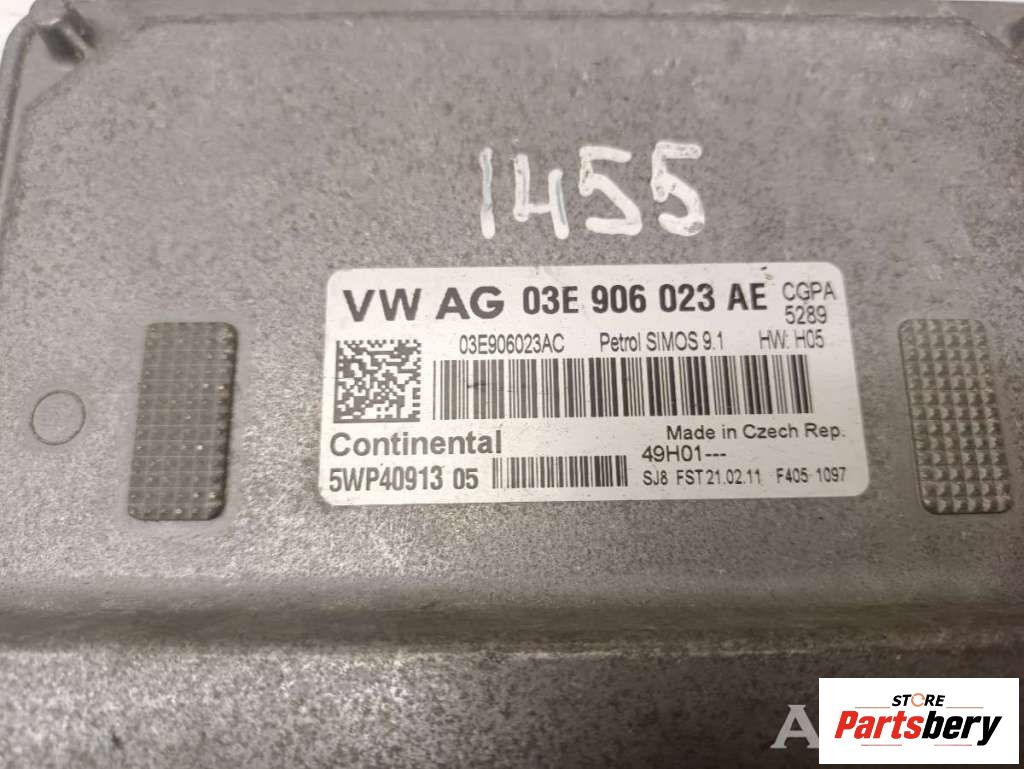 1455
VW AG 03E 906 023 AE CGPA
5289
03E906023AC Petrol SIMOS 9.1 HW: H05
Continental
Made in Czech Rep.
49H01---
5WP40913 05
SJ8 FST 21.02.11 F405 1097
A
STORE
Partsbery